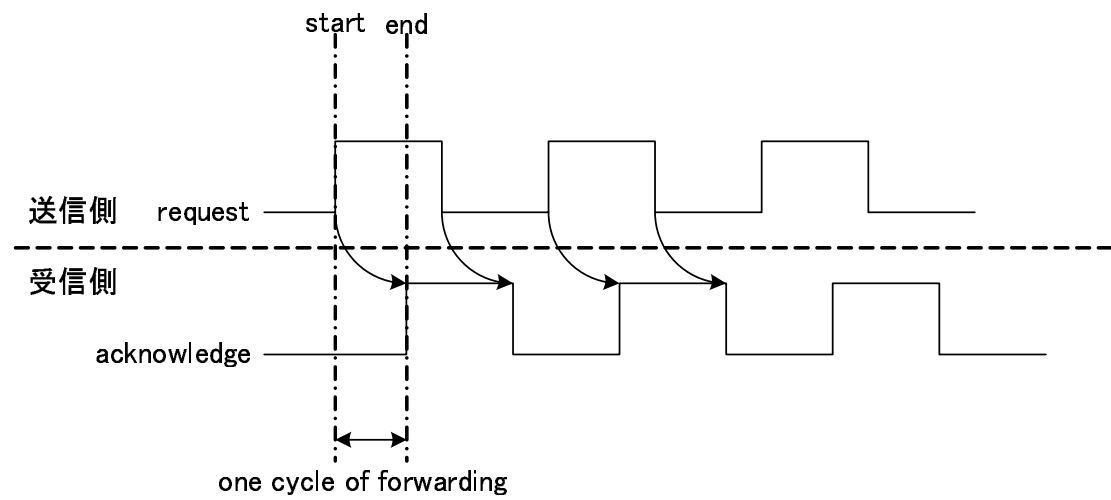 start end
送信側 request
受信側
acknowledge
one cycle of forwarding